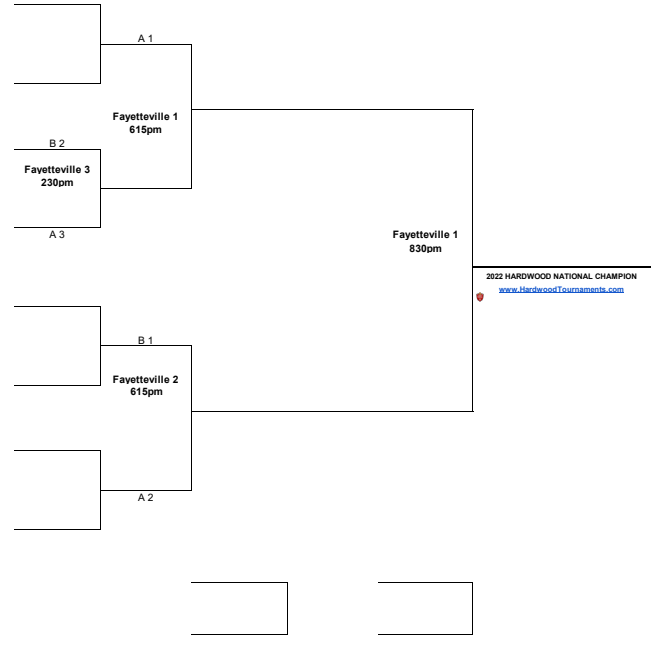 A 1
Fayetteville 1
615pm
B 2
Fayetteville 3
230pm
A 3
Fayetteville 1
830pm
2022 HARDWOOD NATIONAL CHAMPION
www.HardwoodTournaments.com
B 1
Fayetteville 2
615pm
A 2